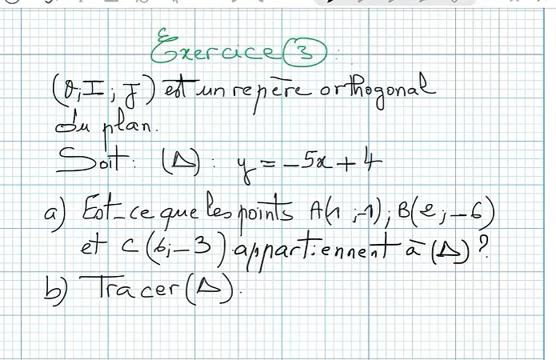 Exercice 3 :
(O, I ; J) est un repère orthogonal
du plan.
Soit : (Δ) : y = -5x + 4
a) Est-ce que les points A(1 ; -1), B(2 ; -6)
et C(6 ; -3) appartiennent à (Δ) ?
b) Tracer (Δ).